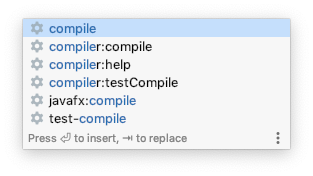 compile
compiler:compile
compiler:help
compiler:testCompile
javafx:compile
test-compile
Press ⏎ to insert, ⇥ to replace